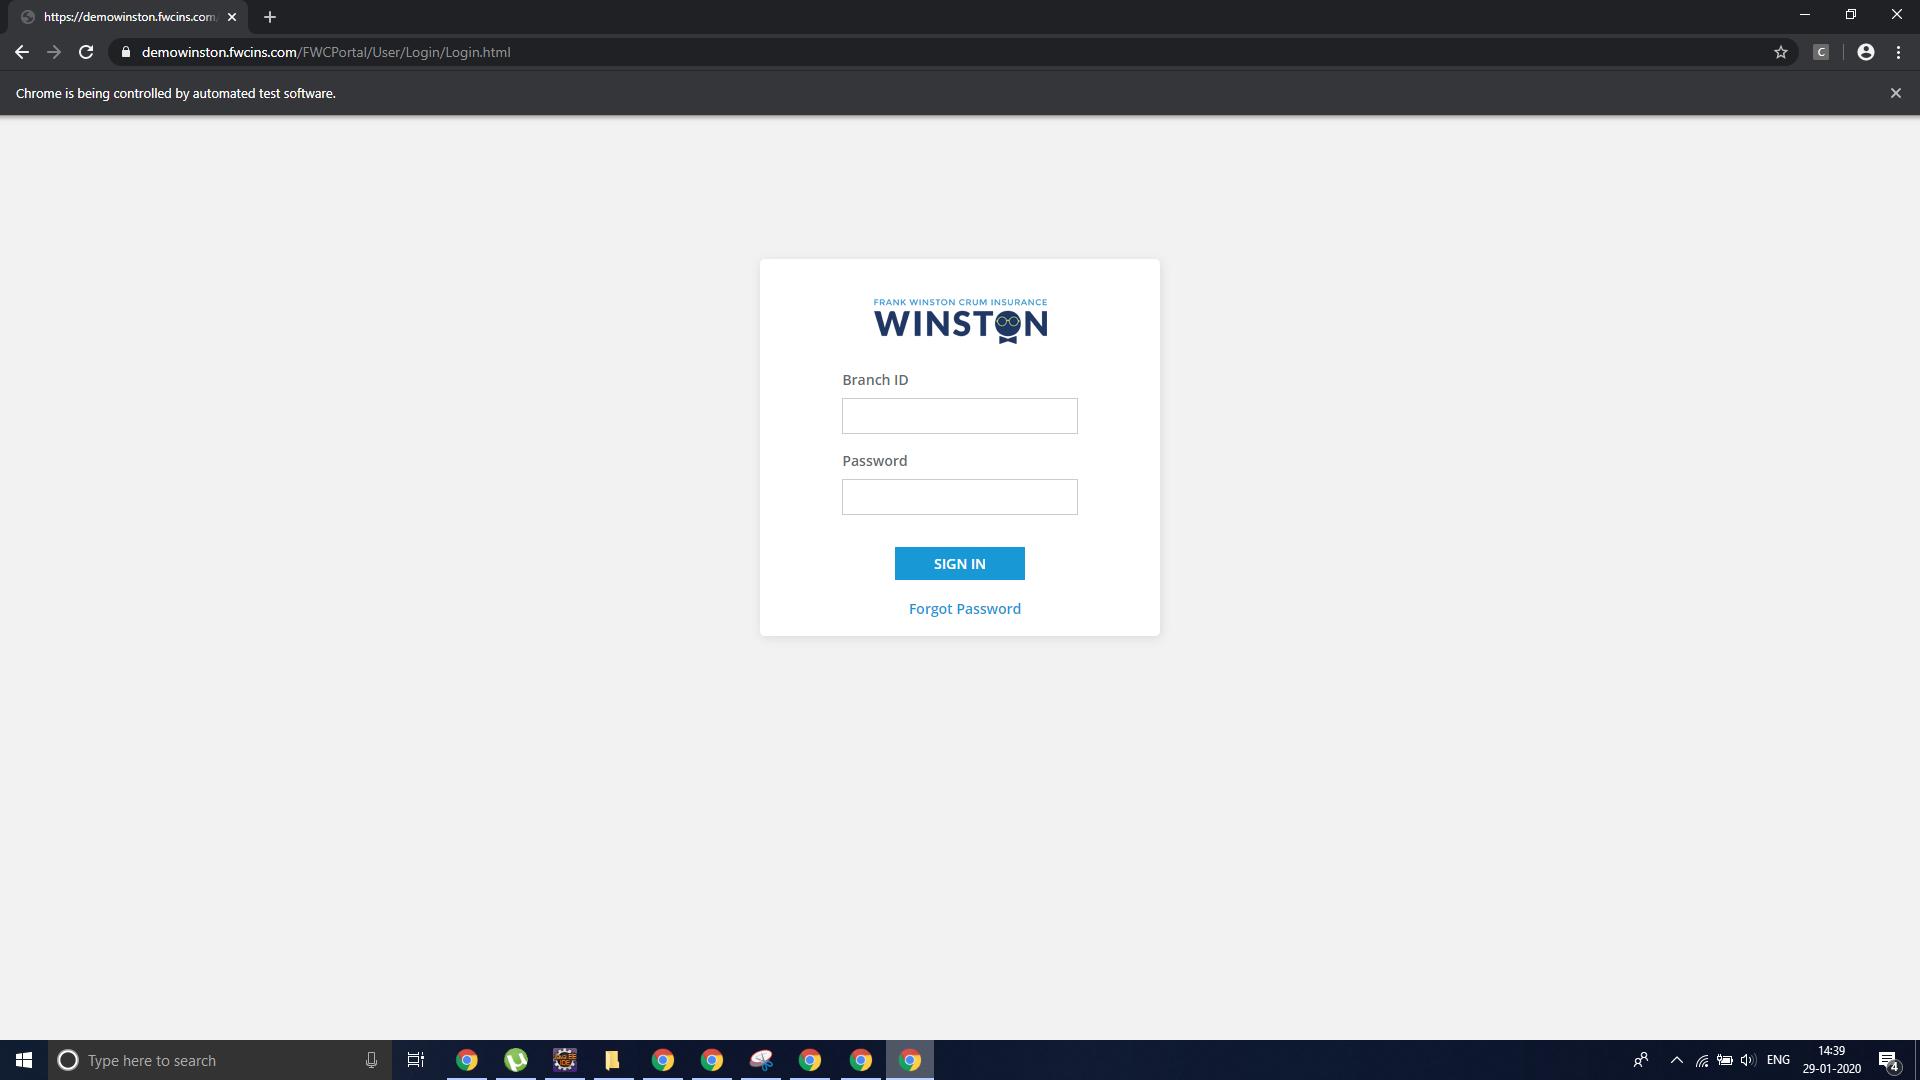 https://demowinston.fwcins.com/
demowinston.fwcins.com/FWCPortal/User/Login/Login.html
C
Chrome is being controlled by automated test software.
FRANK WINSTON CRUM INSURANCE
WINSTON
Branch ID
Password
SIGN IN
Forgot Password
Type here to search
ENG
14:39
29-01-2020
4